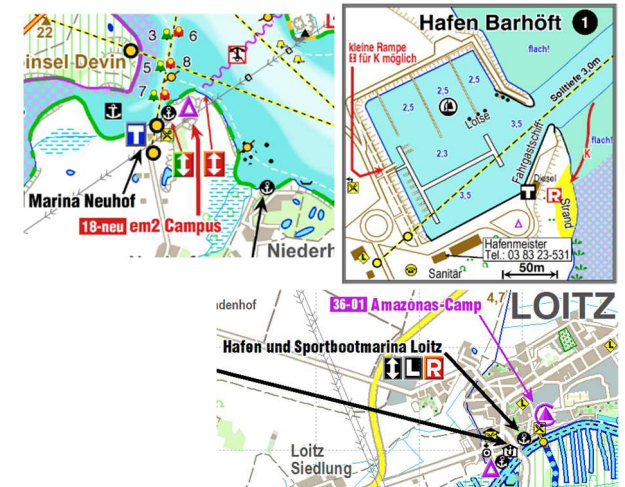 22
3
6
5
8
7
insel Devin
T
Marina Neuhof
18-neu em2 Campus
Niederh
Hafen Barhöft 1
kleine Rampe
für K möglich
flach!
Solltiefe 3,0m
2,5
2,5
2,5
Lotse
3,5
2,3
Fahrgastschiff
flach!
K
Diesel
T
R
3,5
Strand
Hafenmeister
Tel.: 03 83 23-531
Sanitär
50m
L
denhof
36-01 Amazonas-Camp
4,7
LOITZ
Hafen und Sportbootmarina Loitz
L R
L
L
Loitz
Siedlung